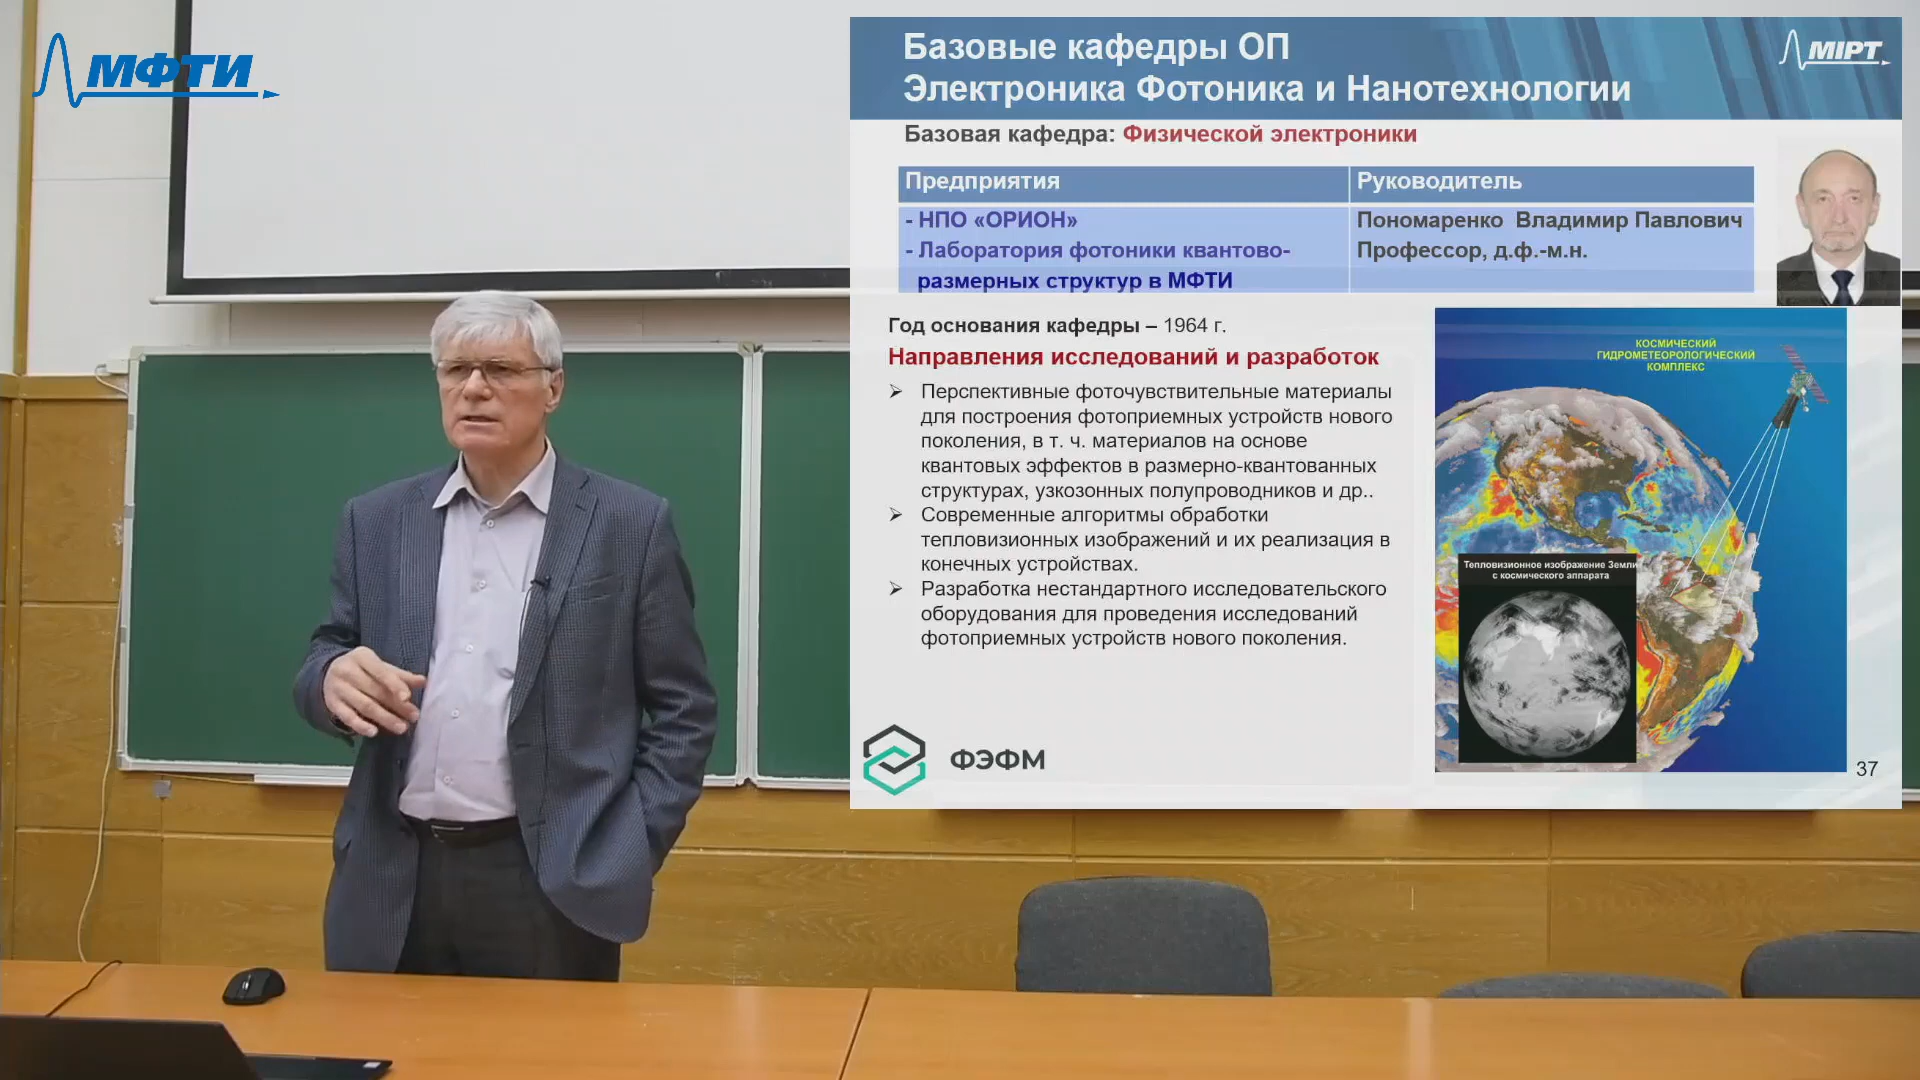 МФТИ
Базовые кафедры ОП
Электроника Фотоника и Нанотехнологии
MIPT
Базовая кафедра: Физической электроники
Предприятия
Руководитель
- НПО «ОРИОН»
- Лаборатория фотоники квантово-
размерных структур в МФТИ
Пономаренко Владимир Павлович
Профессор, д.ф.-м.н.
Год основания кафедры – 1964 г.
Направления исследований и разработок
Перспективные фоточувствительные материалы
для построения фотоприемных устройств нового
поколения, в т. ч. материалов на основе
квантовых эффектов в размерно-квантованных
структурах, узкозонных полупроводников и др..
Современные алгоритмы обработки
тепловизионных изображений и их реализация в
конечных устройствах.
Разработка нестандартного исследовательского
оборудования для проведения исследований
фотоприемных устройств нового поколения.
КОСМИЧЕСКИЙ
ГИДРОМЕТЕОРОЛОГИЧЕСКИЙ
КОМПЛЕКС
Тепловизионное изображение Земли
с космического аппарата
ФЭФМ
37